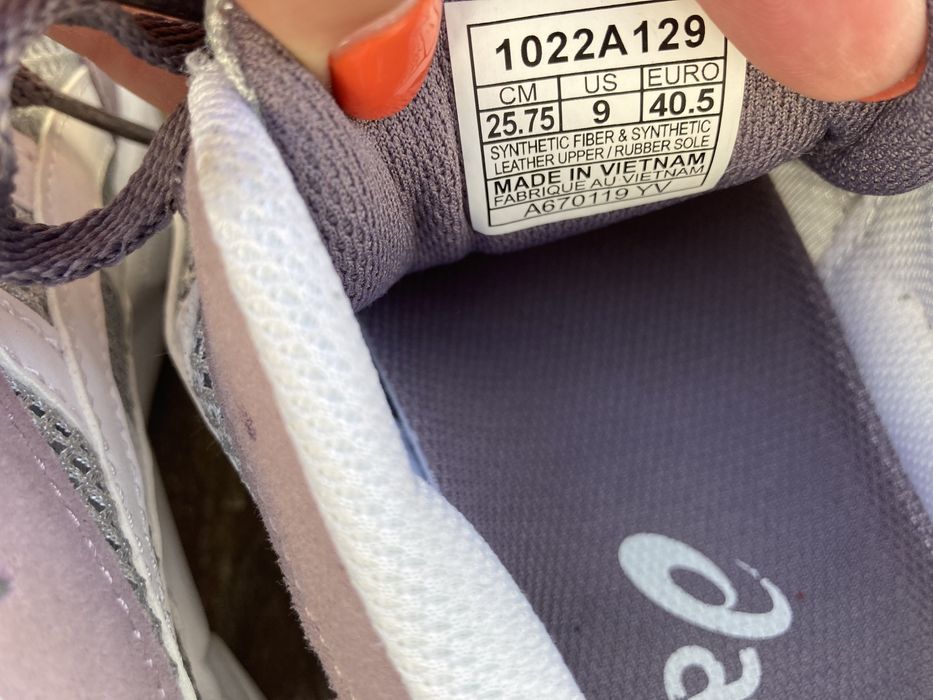 1022A129
CM US EURO
25.75 9 40.5
SYNTHETIC FIBER & SYNTHETIC
LEATHER UPPER / RUBBER SOLE
MADE IN VIETNAM
FABRIQUE AU VIETNAM
A670119 YV
a